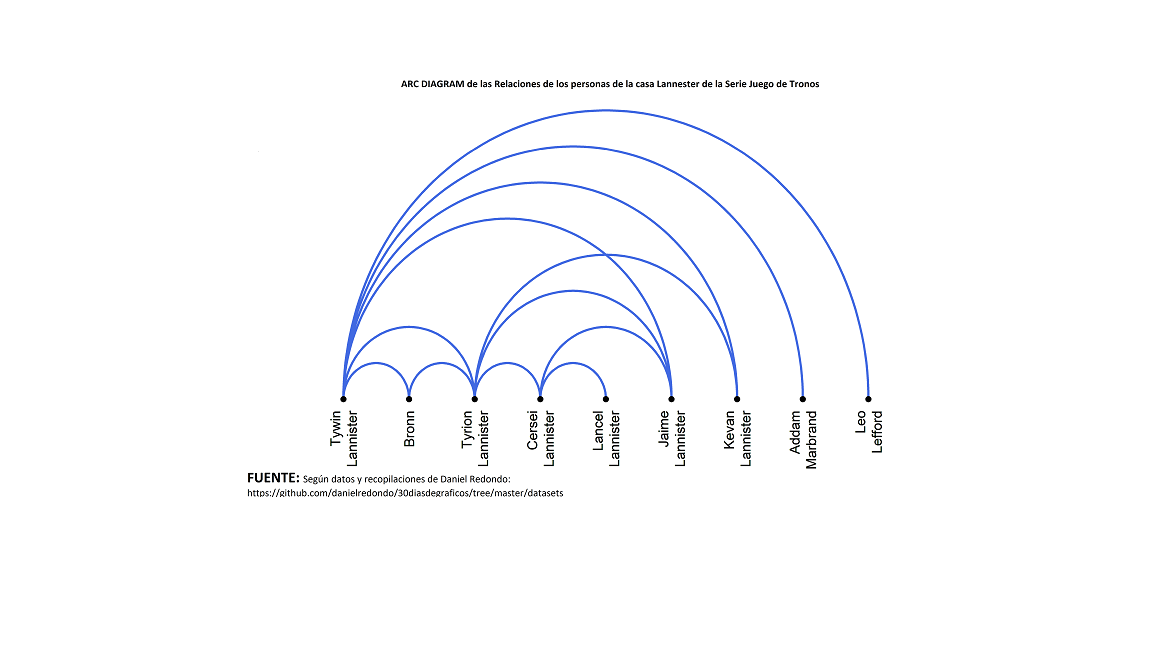 ARC DIAGRAM de las Relaciones de los personas de la casa Lannester de la Serie Juego de Tronos
Tywin
Lannister
Bronn
Tyrion
Lannister
Cersei
Lannister
Lancel
Lannister
Jaime
Lannister
Kevan
Lannister
Addam
Marbrand
Leo
Lefford
FUENTE: Según datos y recopilaciones de Daniel Redondo:
https://github.com/danielredondo/30diasdegraficos/tree/master/datasets